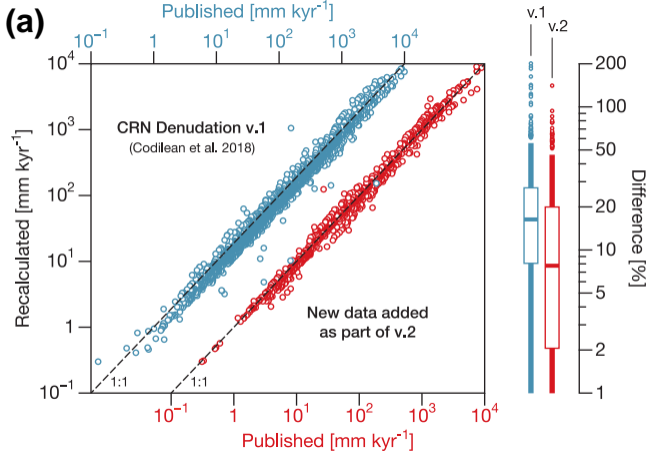 (a)
Published [mm kyr⁻¹]
10⁻¹ 1 10¹ 10² 10³ 10⁴
v.1
v.2
10⁴
10³
10²
10¹
1
10⁻¹
Recalculated [mm kyr⁻¹]
CRN Denudation v.1
(Codilean et al. 2018)
New data added
as part of v.2
1:1
1:1
10⁻¹ 1 10¹ 10² 10³ 10⁴
Published [mm kyr⁻¹]
200
100
50
20
10
5
2
1
Difference [%]